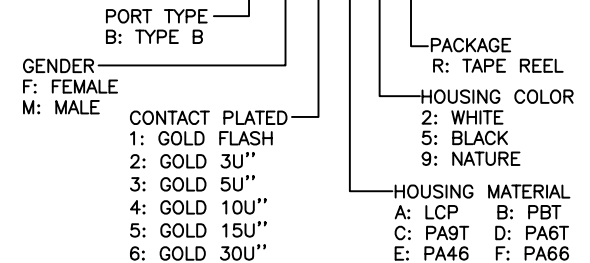 PORT TYPE
B: TYPE B
GENDER
F: FEMALE
M: MALE
CONTACT PLATED
1: GOLD FLASH
2: GOLD 3U''
3: GOLD 5U''
4: GOLD 10U''
5: GOLD 15U''
6: GOLD 30U''
PACKAGE
R: TAPE REEL
HOUSING COLOR
2: WHITE
5: BLACK
9: NATURE
HOUSING MATERIAL
A: LCP B: PBT
C: PA9T D: PA6T
E: PA46 F: PA66